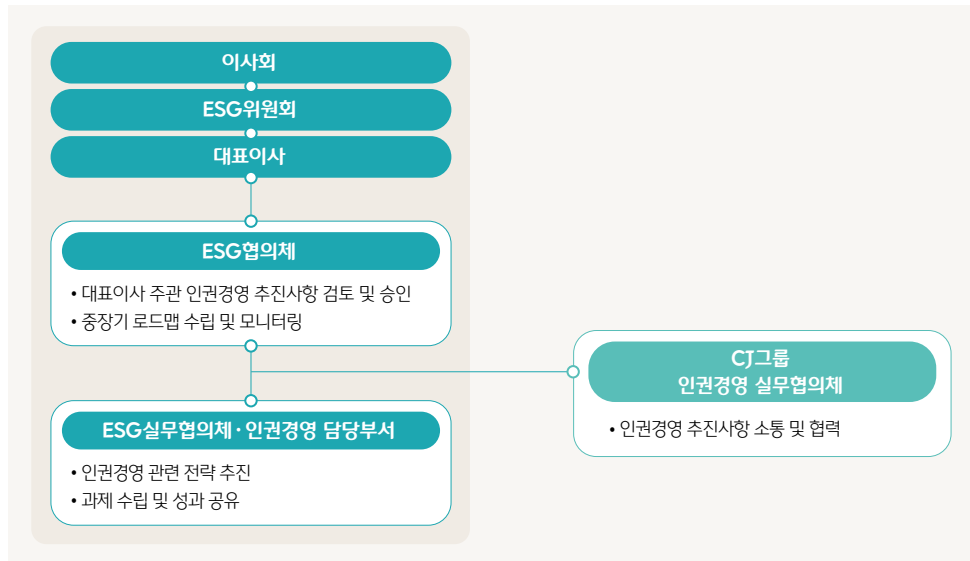 이사회
ESG위원회
대표이사
ESG협의체
• 대표이사 주관 인권경영 추진사항 검토 및 승인
• 중장기 로드맵 수립 및 모니터링
CJ그룹
인권경영 실무협의체
• 인권경영 추진사항 소통 및 협력
ESG실무협의체·인권경영 담당부서
• 인권경영 관련 전략 추진
• 과제 수립 및 성과 공유